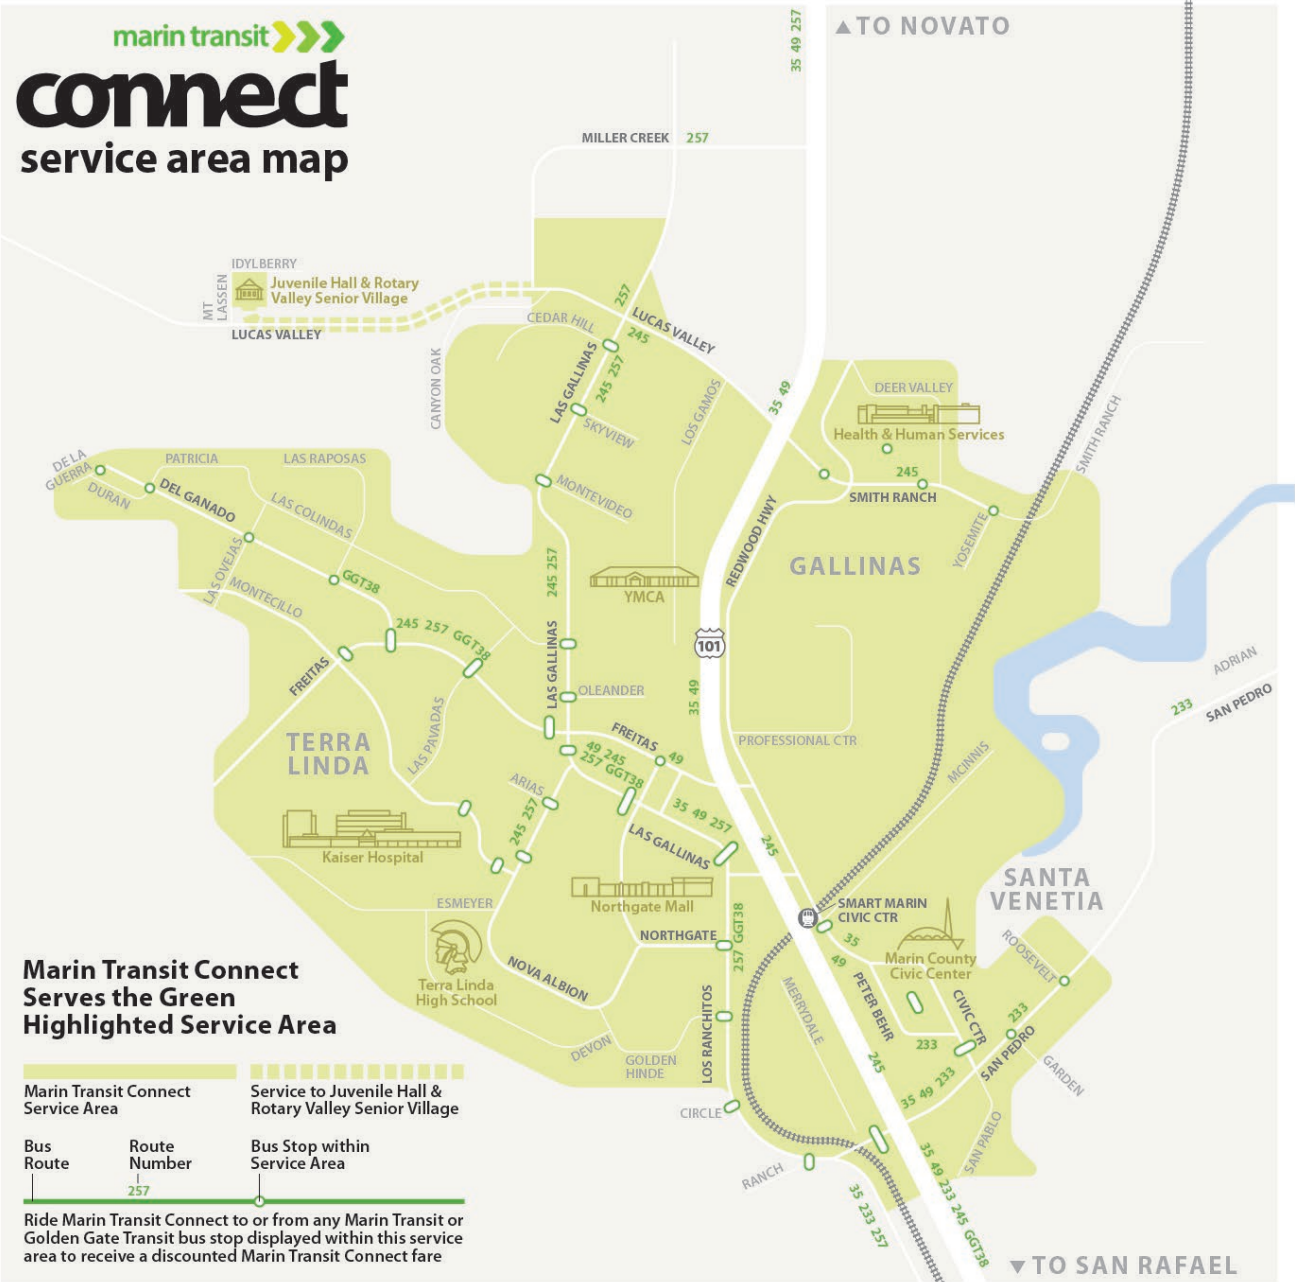 marin transit
connect
service area map
35 49 257
TO NOVATO
MILLER CREEK
257
IDYLBERRY
MT
LASSEN
Juvenile Hall & Rotary
Valley Senior Village
LUCAS VALLEY
257
CEDAR HILL
LUCAS VALLEY
245
LAS GALLINAS
245 257
CANYON OAK
SKYVIEW
LOS GAMOS
35 49
DEER VALLEY
Health & Human Services
SMITH RANCH
245
SMITH RANCH
YOSEMITE
DE LA
GUERRA
PATRICIA
LAS RAPOSAS
DURAN
DEL GANADO
LAS COLINDAS
MONTEVIDEO
REDWOOD HWY
GALLINAS
LAS OVEJAS
MONTECILLO
GGT38
245 257
YMCA
245 257 GGT38
101
FREITAS
LAS GALLINAS
OLEANDER
35 49
ADRIAN
SAN PEDRO
233
LAS PAVADAS
TERRA
LINDA
FREITAS
49
49 245
257 GGT38
PROFESSIONAL CTR
MCINNIS
ARIAS
245 257
35 49 257
LAS GALLINAS
245
Kaiser Hospital
SANTA
VENETIA
Northgate Mall
ESMEYER
SMART MARIN
CIVIC CTR
257 GGT38
NORTHGATE
35
49
Marin County
Civic Center
ROOSEVELT
Terra Linda
High School
NOVA ALBION
MERRYDALE
PETER BEHR
CIVIC CTR
233
233
SAN PEDRO
GARDEN
LOS RANCHITOS
DEVON
GOLDEN
HINDE
245
35 49 233
CIRCLE
SAN PABLO
RANCH
35 233 257
35 49 233 245 GGT38
TO SAN RAFAEL
Marin Transit Connect
Serves the Green
Highlighted Service Area
Marin Transit Connect
Service Area
Service to Juvenile Hall &
Rotary Valley Senior Village
Bus
Route
Route
Number
257
Bus Stop within
Service Area
Ride Marin Transit Connect to or from any Marin Transit or
Golden Gate Transit bus stop displayed within this service
area to receive a discounted Marin Transit Connect fare